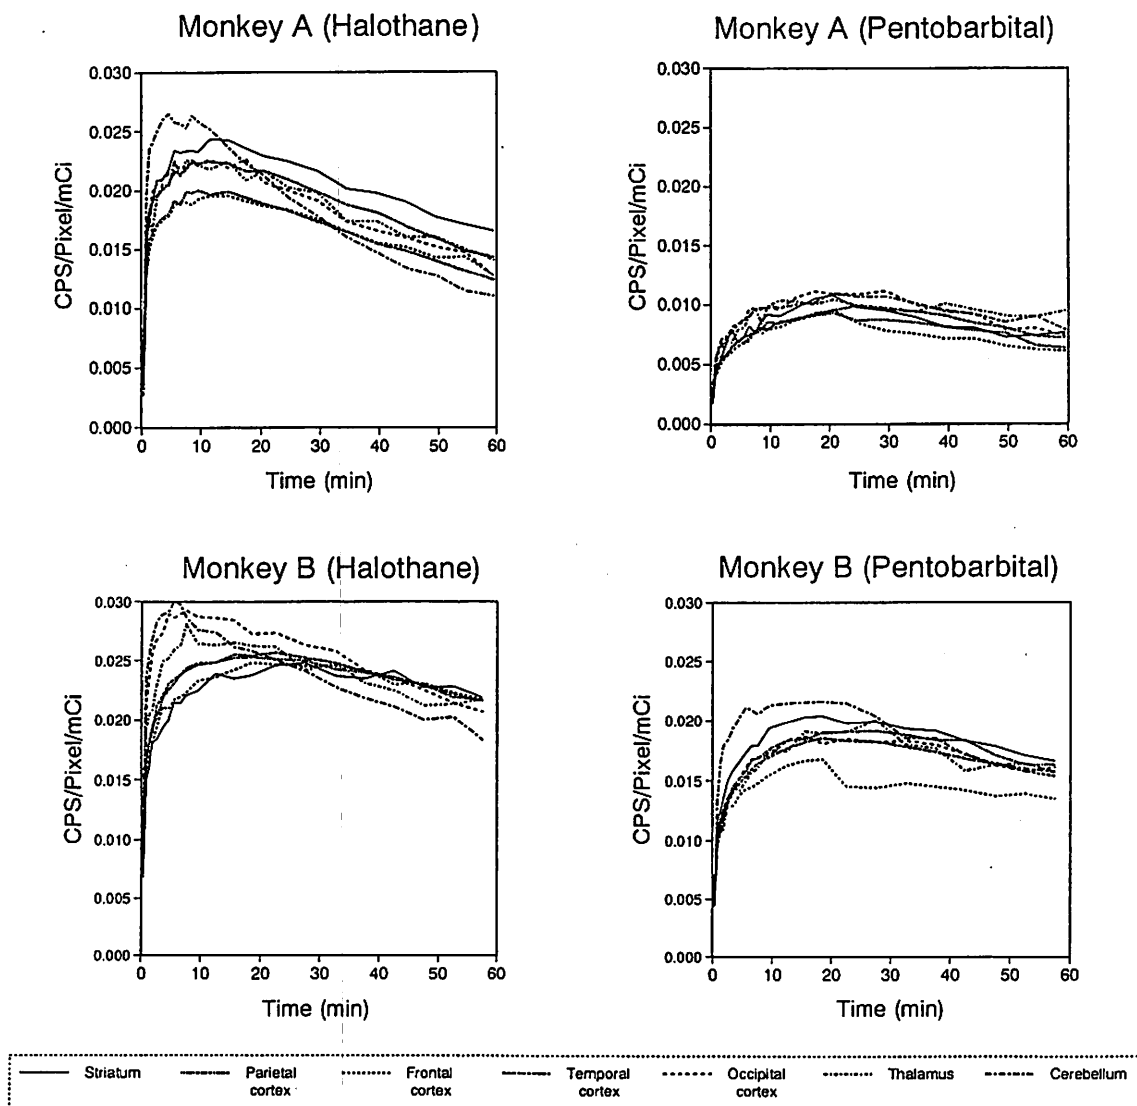 Monkey A (Halothane)
Monkey A (Pentobarbital)
0.030
0.025
0.020
0.015
0.010
0.005
0.000
CPS/Pixel/mCi
0 10 20 30 40 50 60
Time (min)
0.030
0.025
0.020
0.015
0.010
0.005
0.000
CPS/Pixel/mCi
0 10 20 30 40 50 60
Time (min)
Monkey B (Halothane)
Monkey B (Pentobarbital)
0.030
0.025
0.020
0.015
0.010
0.005
0.000
CPS/Pixel/mCi
0 10 20 30 40 50 60
Time (min)
0.030
0.025
0.020
0.015
0.010
0.005
0.000
CPS/Pixel/mCi
0 10 20 30 40 50 60
Time (min)
Striatum
Parietal
cortex
Frontal
cortex
Temporal
cortex
Occipital
cortex
Thalamus
Cerebellum